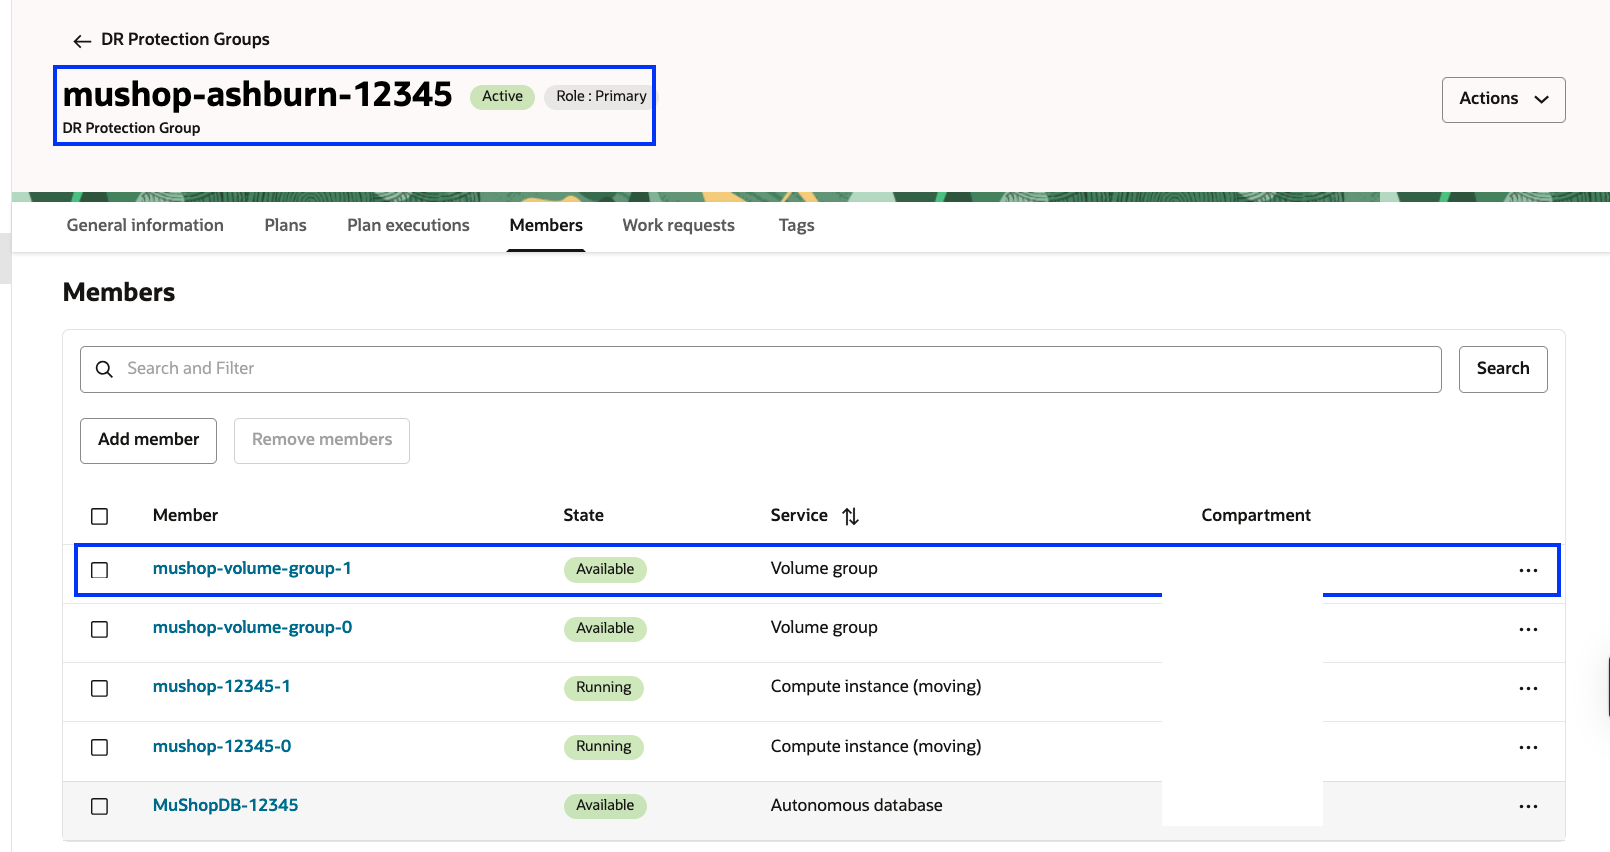 DR Protection Groups
mushop-ashburn-12345 Active Role : Primary
DR Protection Group
Actions
General information Plans Plan executions Members Work requests Tags
Members
Search and Filter Search
Add member Remove members
Member State Service Compartment
mushop-volume-group-1 Available Volume group
mushop-volume-group-0 Available Volume group
mushop-12345-1 Running Compute instance (moving)
mushop-12345-0 Running Compute instance (moving)
MuShopDB-12345 Available Autonomous database